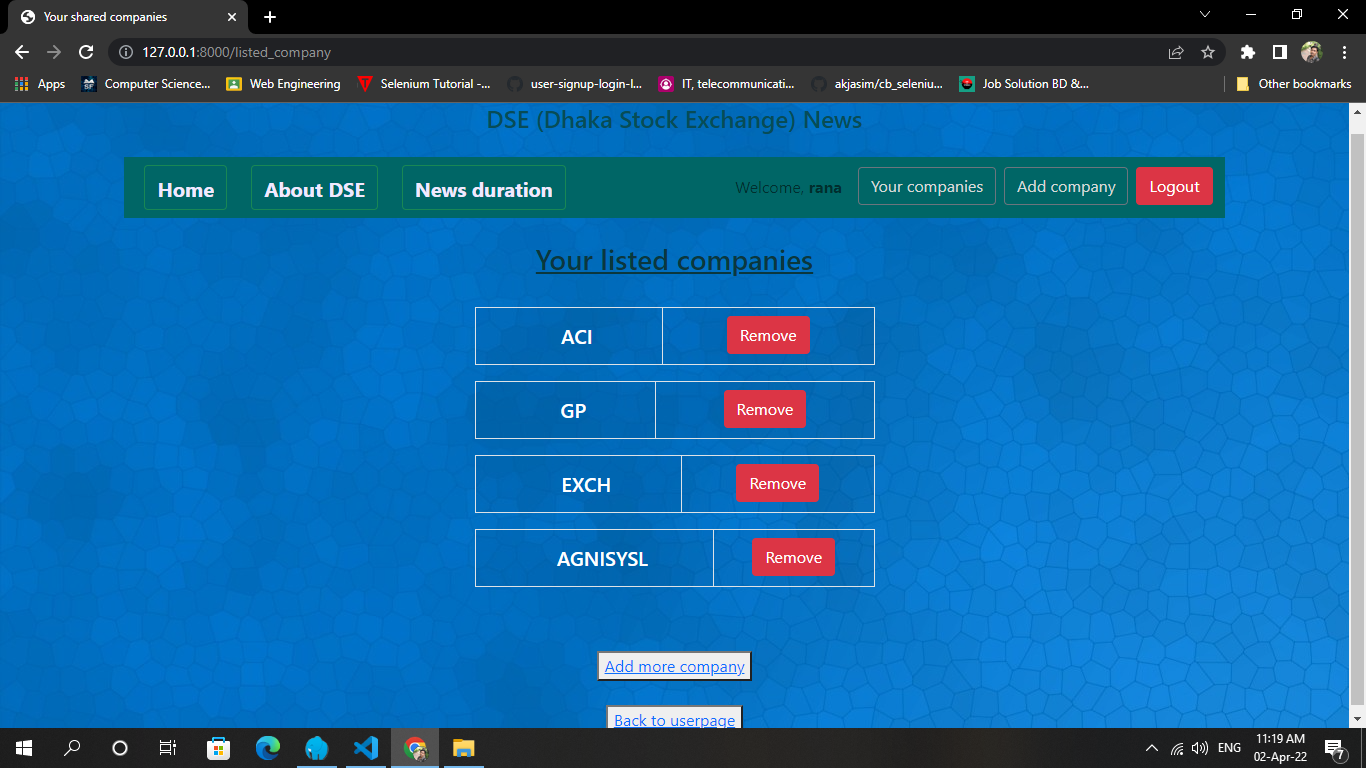 Your shared companies
127.0.0.1:8000/listed_company
Apps Computer Science... Web Engineering Selenium Tutorial -... user-signup-login-l... IT, telecommunicati... akjasim/cb_seleniu... Job Solution BD &... Other bookmarks
DSE (Dhaka Stock Exchange) News
Home About DSE News duration Welcome, rana Your companies Add company Logout
Your listed companies
ACI Remove
GP Remove
EXCH Remove
AGNISYSL Remove
Add more company
Back to userpage
ENG 11:19 AM
02-Apr-22 7